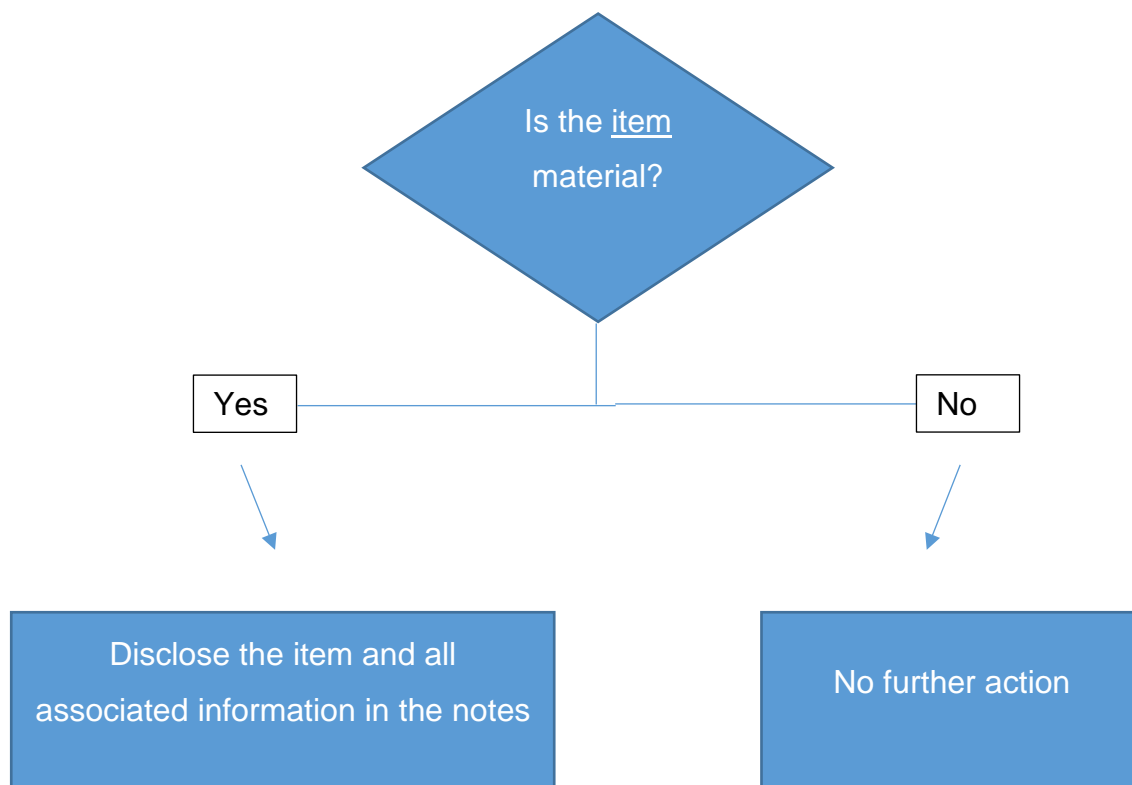 Is the item
material?
Yes
No
Disclose the item and all
associated information in the notes
No further action